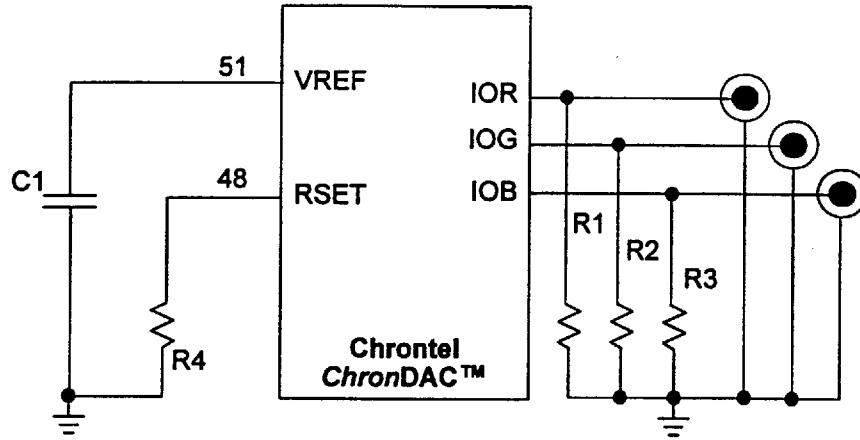 51
VREF
IOR
IOG
C1
48
RSET
IOB
R1
R2
R3
R4
Chrontel
ChronDAC™